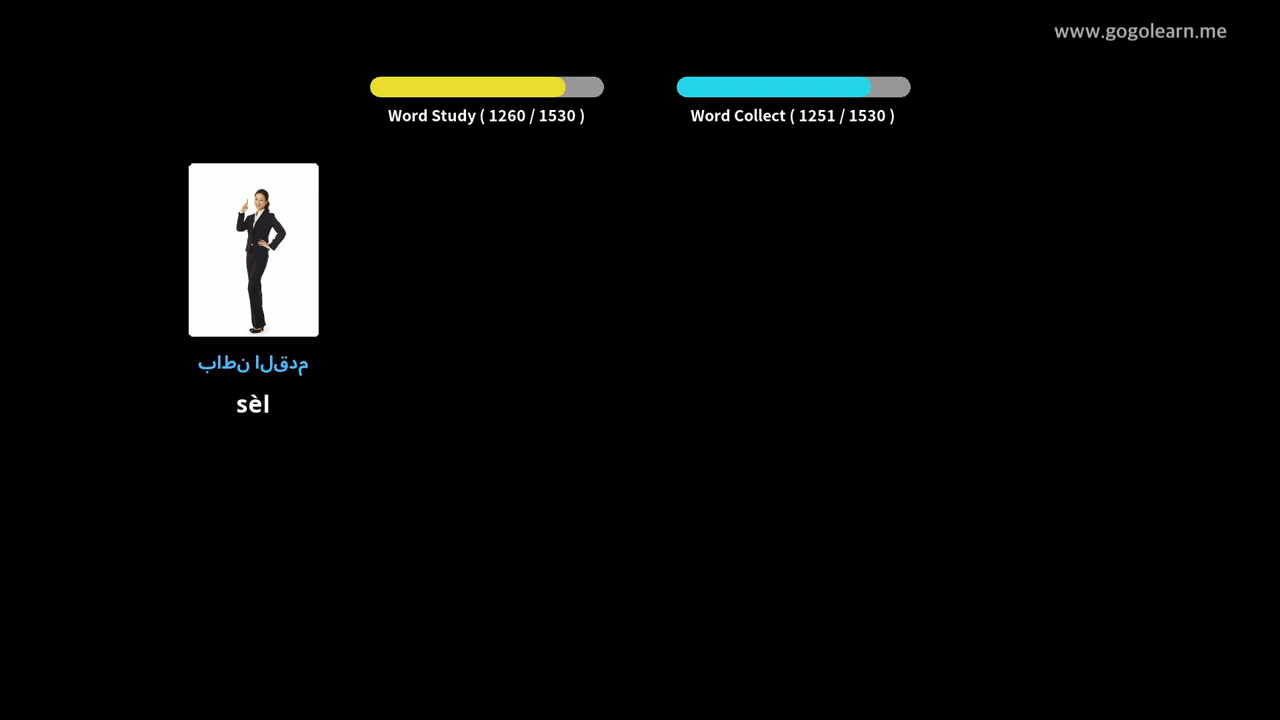 www.gogolearn.me
Word Study ( 1260 / 1530 )
Word Collect ( 1251 / 1530 )
باطن القدم
sèl